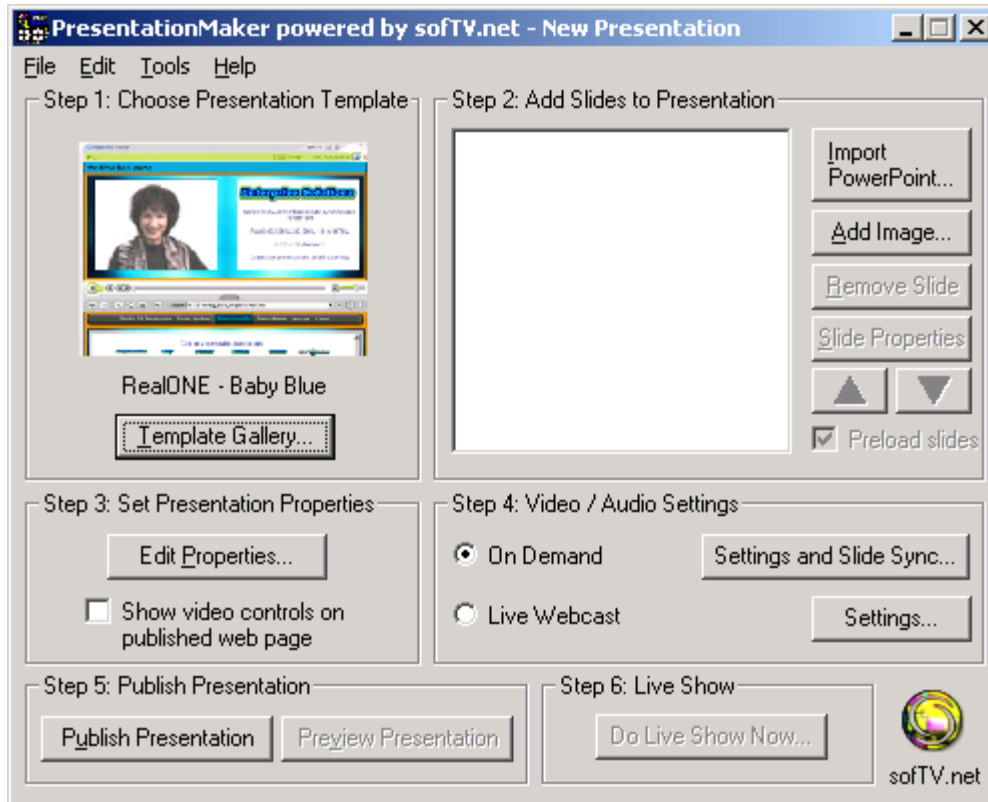 PresentationMaker powered by sofTV.net - New Presentation
File Edit Tools Help
Step 1: Choose Presentation Template
Enterprise Solutions
RealONE - Baby Blue
Template Gallery...
Step 2: Add Slides to Presentation
Import
PowerPoint...
Add Image...
Remove Slide
Slide Properties
Preload slides
Step 3: Set Presentation Properties
Edit Properties...
Show video controls on
published web page
Step 4: Video / Audio Settings
On Demand
Settings and Slide Sync...
Live Webcast
Settings...
Step 5: Publish Presentation
Publish Presentation
Preview Presentation
Step 6: Live Show
Do Live Show Now...
sofTV.net